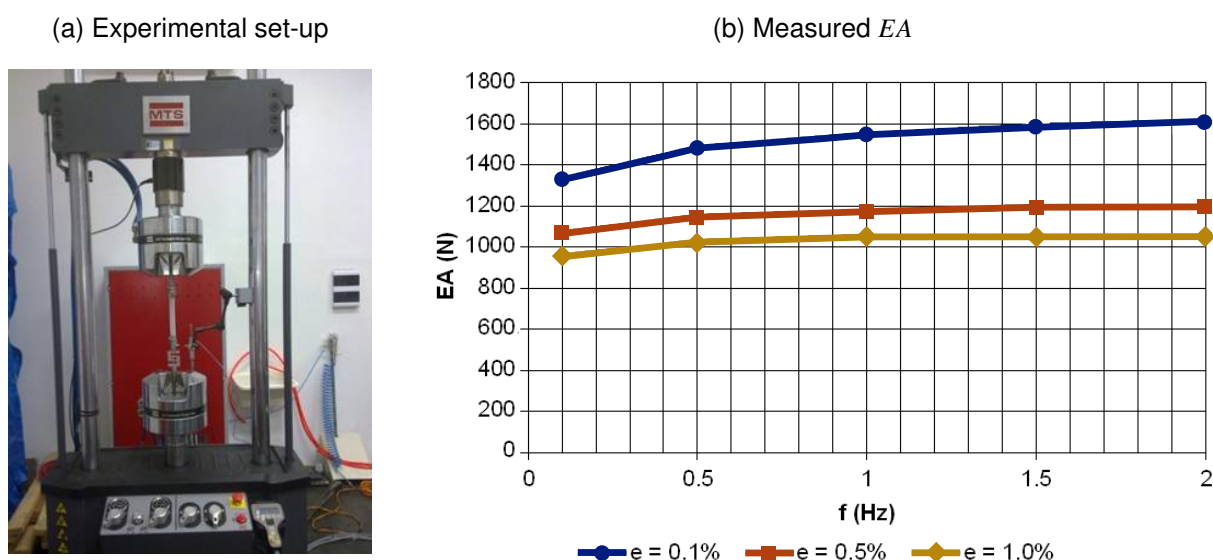 (a) Experimental set-up
(b) Measured EA
MTS
1800
1600
1400
1200
1000
800
600
400
200
0
EA (N)
0 0.5 1 1.5 2
f (Hz)
e = 0.1% e = 0.5% e = 1.0%